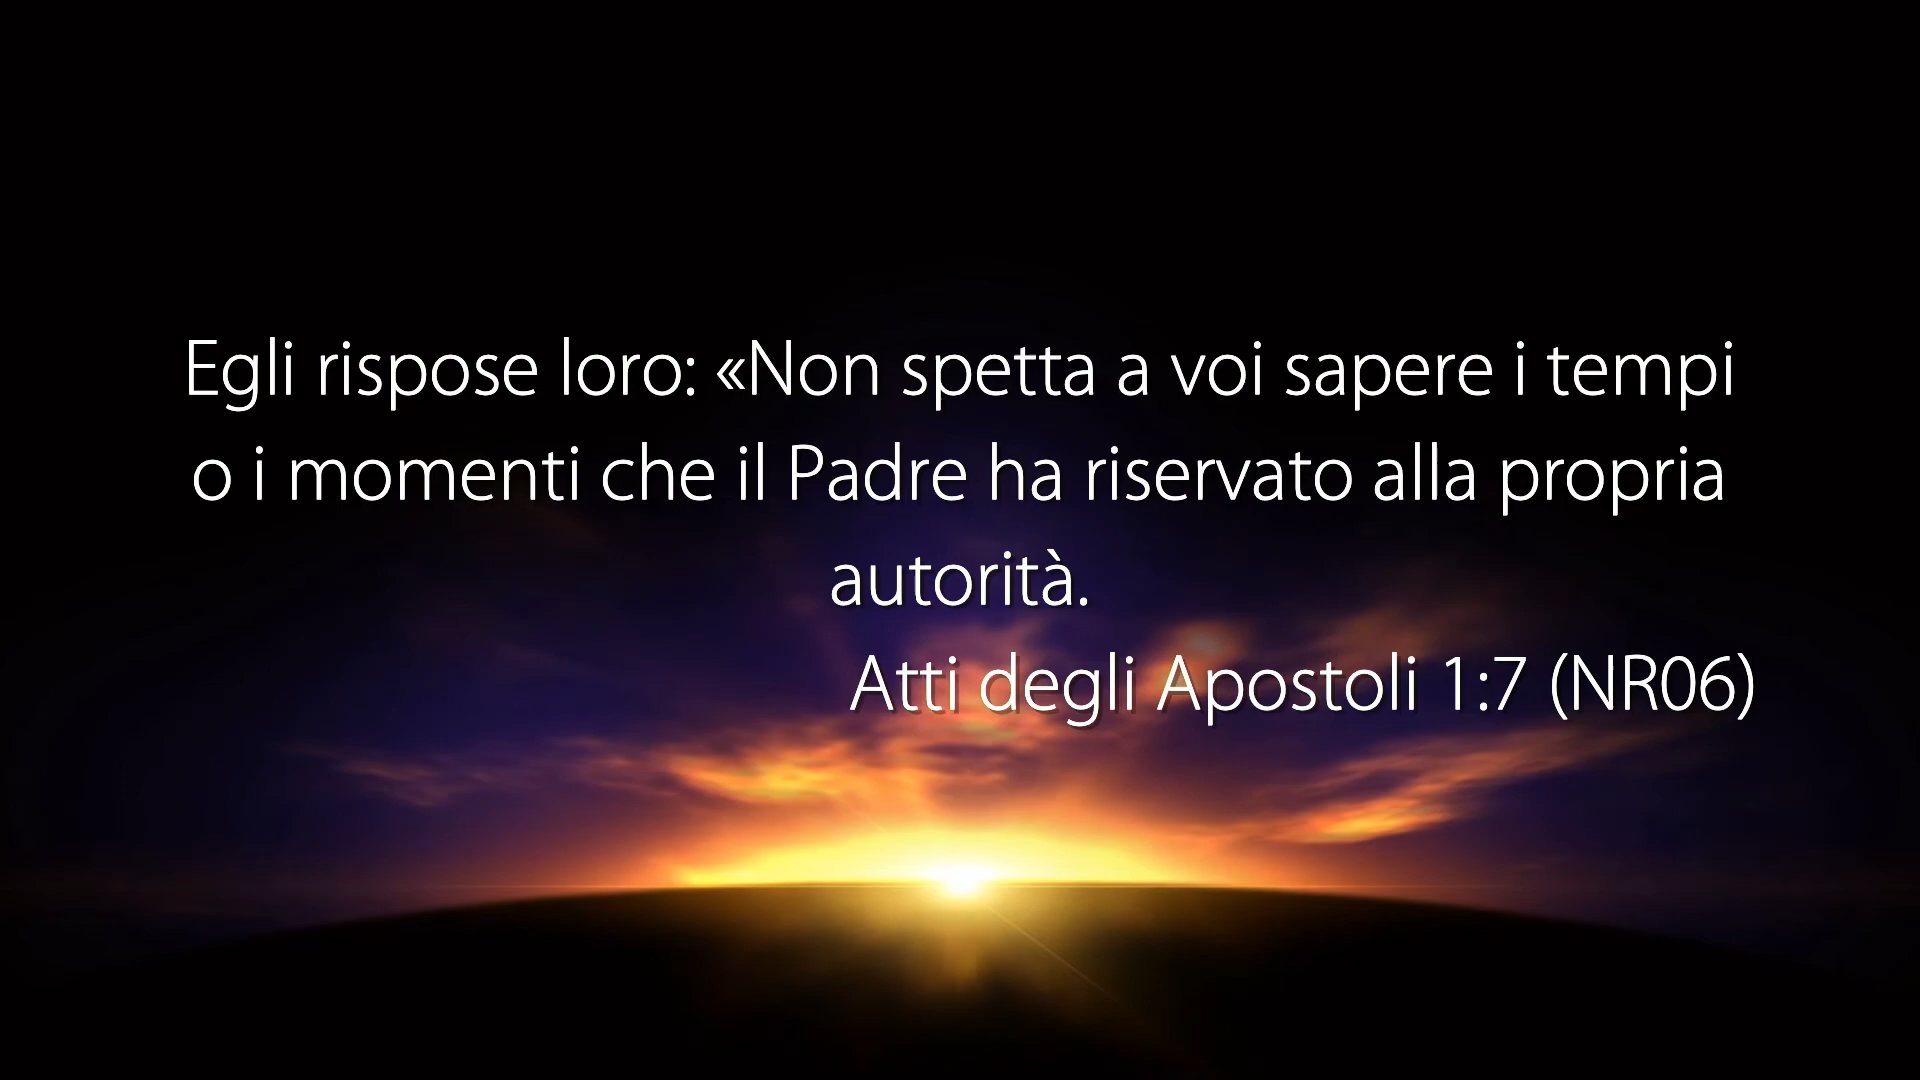 Egli rispose loro: «Non spetta a voi sapere i tempi
o i momenti che il Padre ha riservato alla propria
autorità.
Atti degli Apostoli 1:7 (NR06)